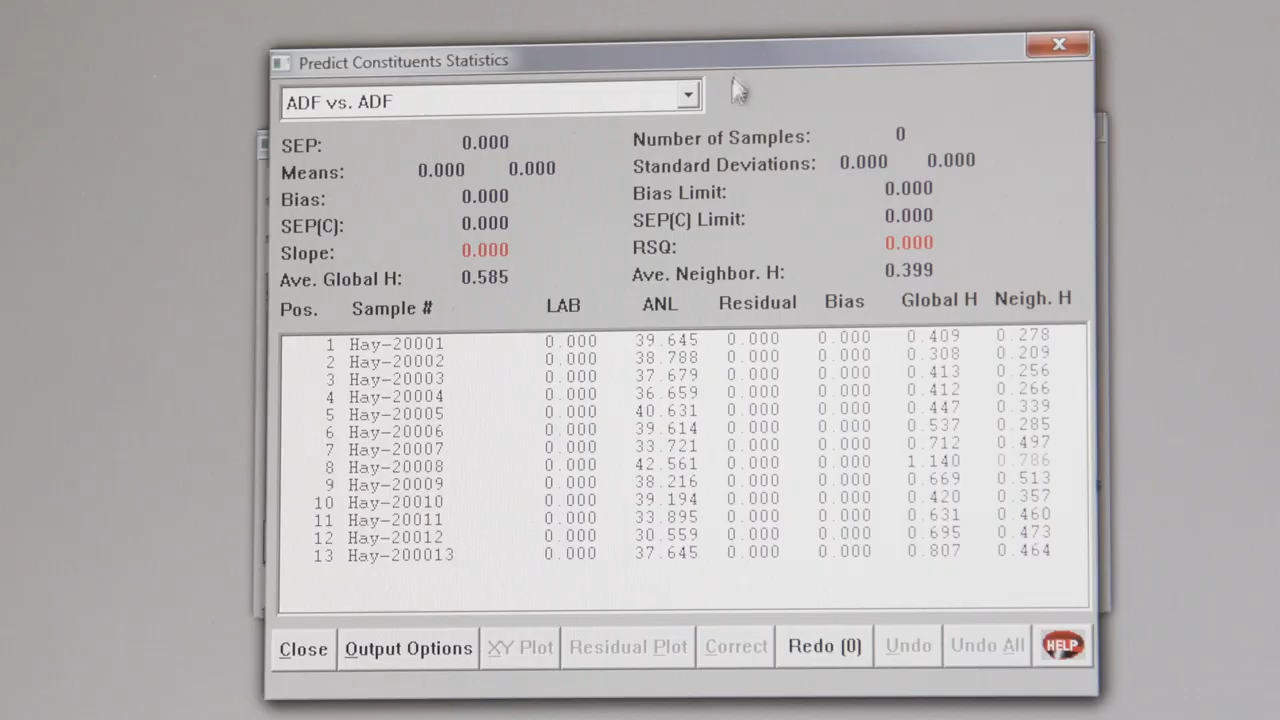 Predict Constituents Statistics
ADF vs. ADF
SEP: 0.000 Number of Samples: 0
Means: 0.000 0.000 Standard Deviations: 0.000 0.000
Bias: 0.000 Bias Limit: 0.000
SEP(C): 0.000 SEP(C) Limit: 0.000
Slope: 0.000 RSQ: 0.000
Ave. Global H: 0.585 Ave. Neighbor. H: 0.399
Pos. Sample # LAB ANL Residual Bias Global H Neigh. H
1 Hay-20001 0.000 39.645 0.000 0.000 0.409 0.278
2 Hay-20002 0.000 38.788 0.000 0.000 0.308 0.209
3 Hay-20003 0.000 37.679 0.000 0.000 0.413 0.256
4 Hay-20004 0.000 36.659 0.000 0.000 0.412 0.266
5 Hay-20005 0.000 40.631 0.000 0.000 0.447 0.339
6 Hay-20006 0.000 39.614 0.000 0.000 0.537 0.285
7 Hay-20007 0.000 33.721 0.000 0.000 0.712 0.497
8 Hay-20008 0.000 42.561 0.000 0.000 1.140 0.786
9 Hay-20009 0.000 38.216 0.000 0.000 0.669 0.513
10 Hay-20010 0.000 39.194 0.000 0.000 0.420 0.357
11 Hay-20011 0.000 33.895 0.000 0.000 0.631 0.460
12 Hay-20012 0.000 30.559 0.000 0.000 0.695 0.473
13 Hay-200013 0.000 37.645 0.000 0.000 0.807 0.464
Close Output Options XY Plot Residual Plot Correct Redo (0) Undo Undo All HELP